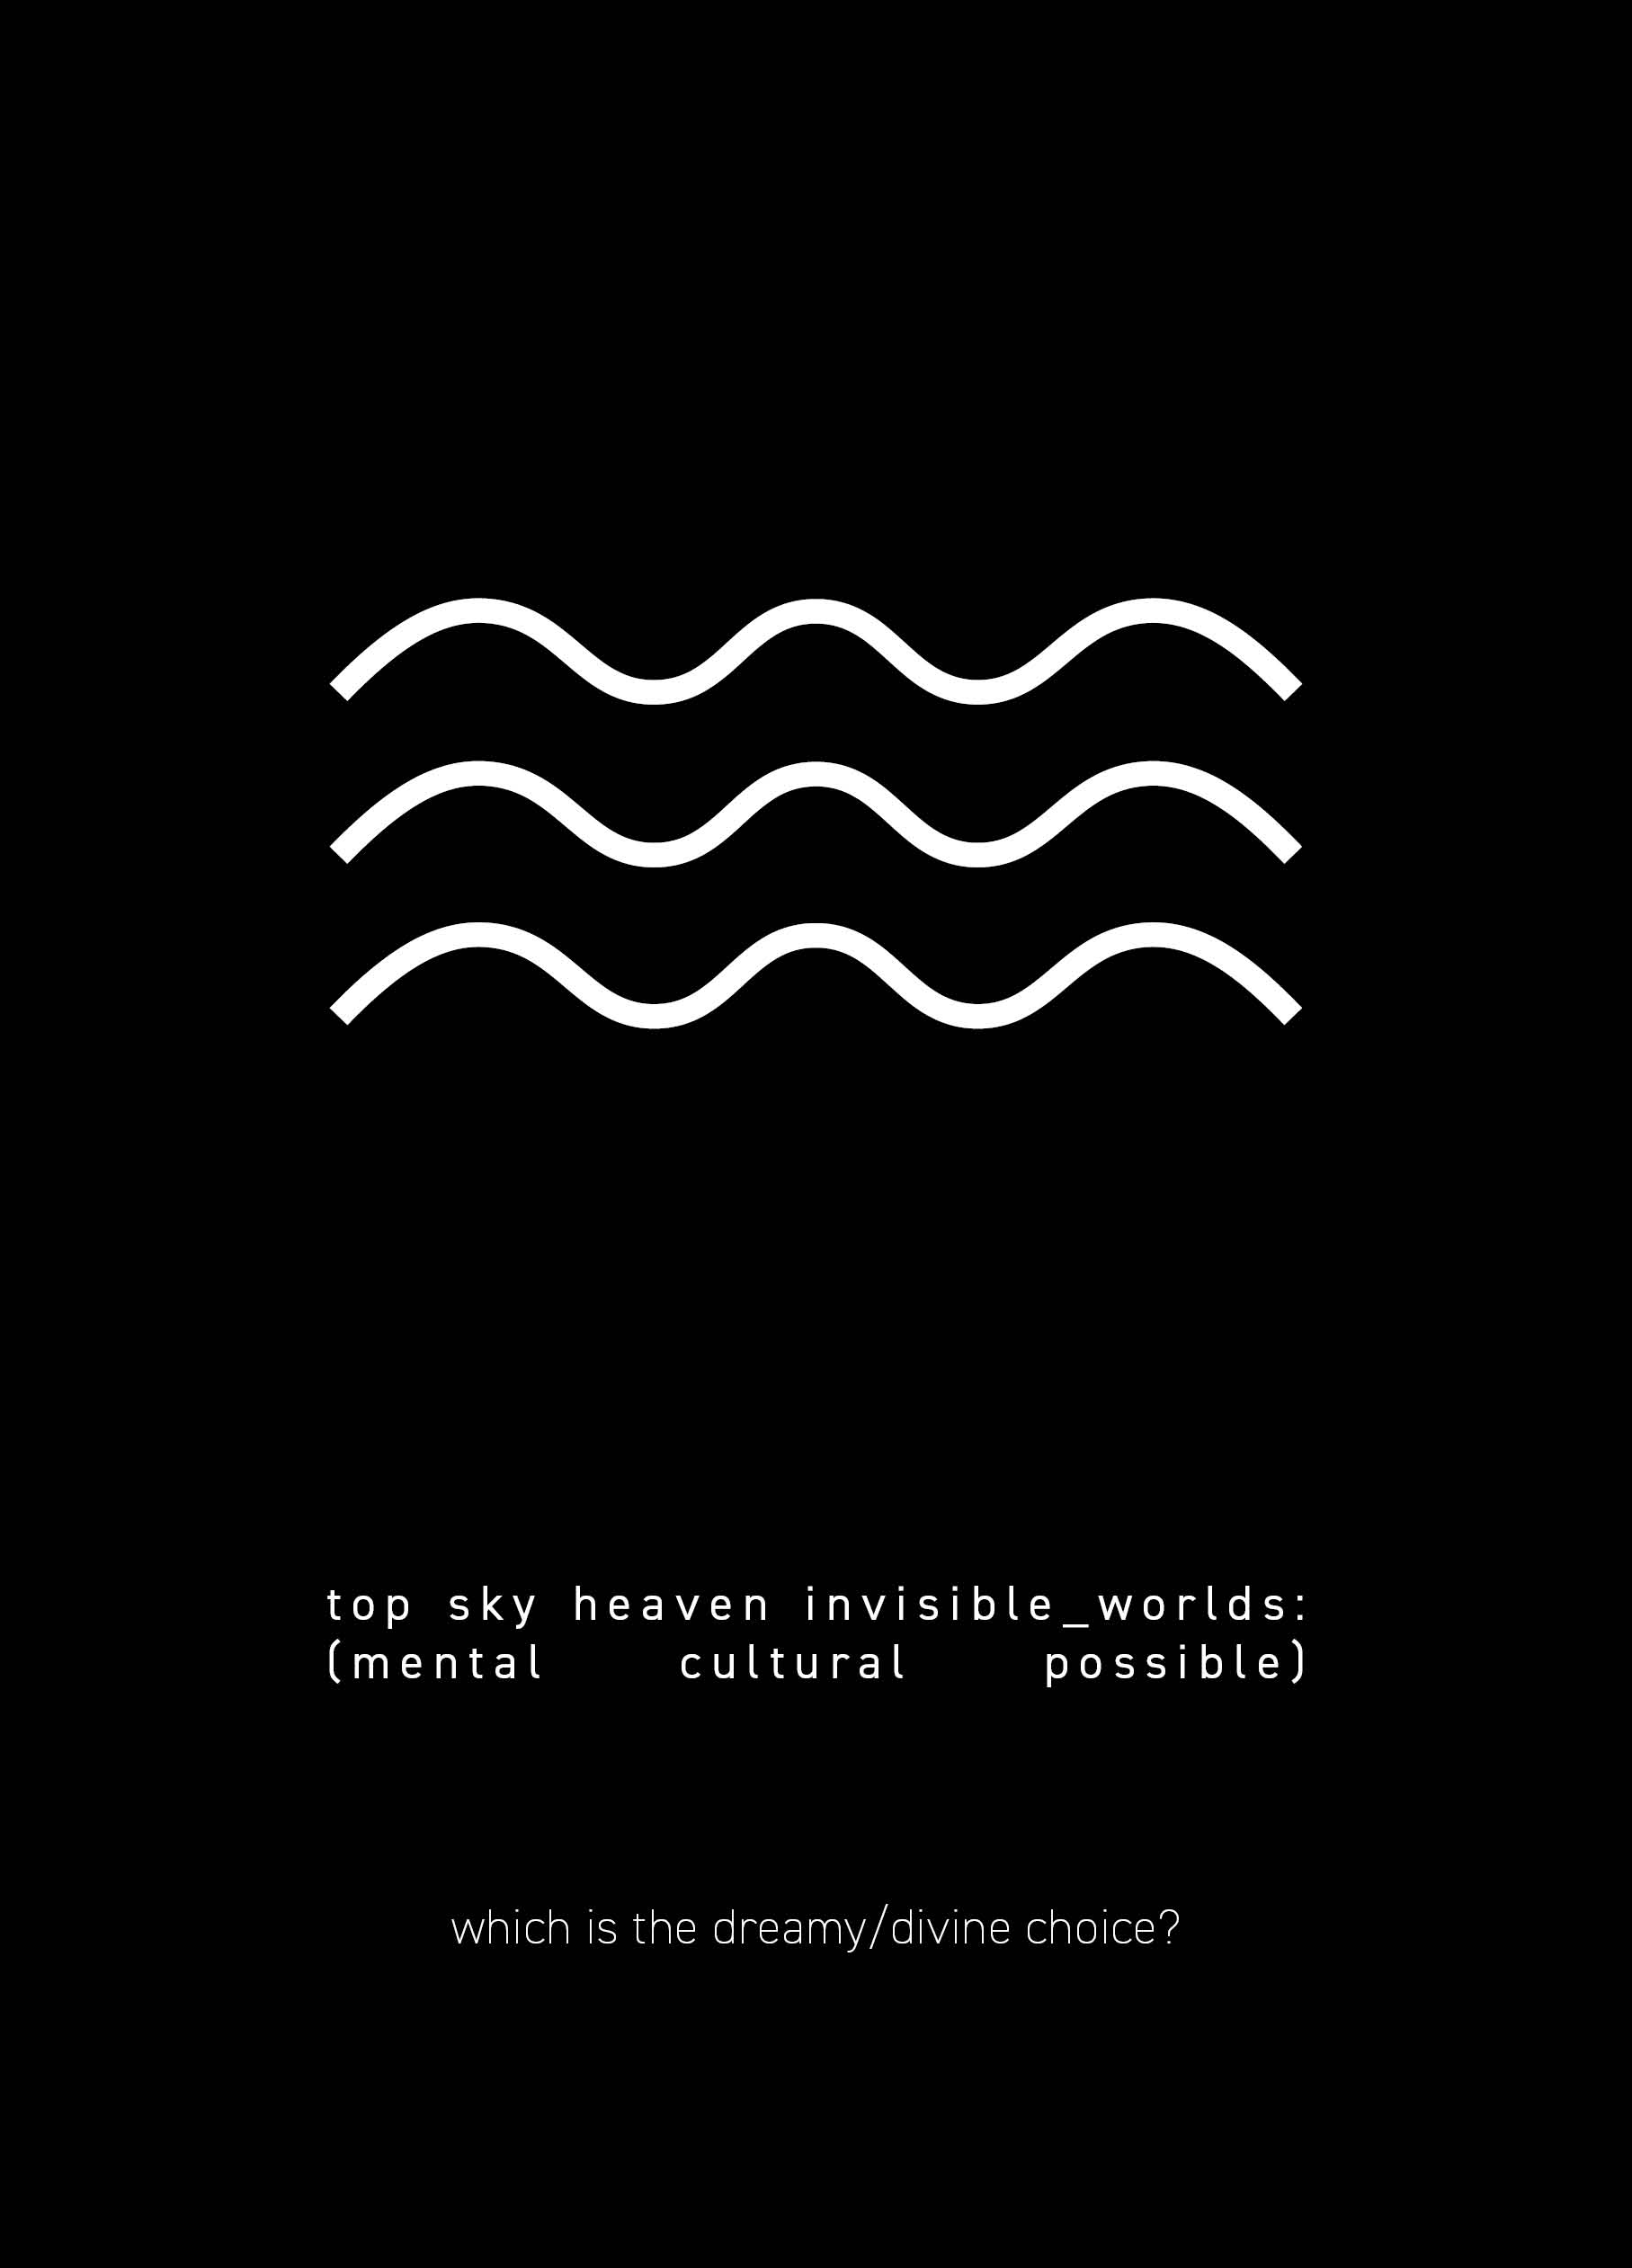 top sky heaven invisible_worlds:
(mental cultural possible)
which is the dreamy/divine choice?